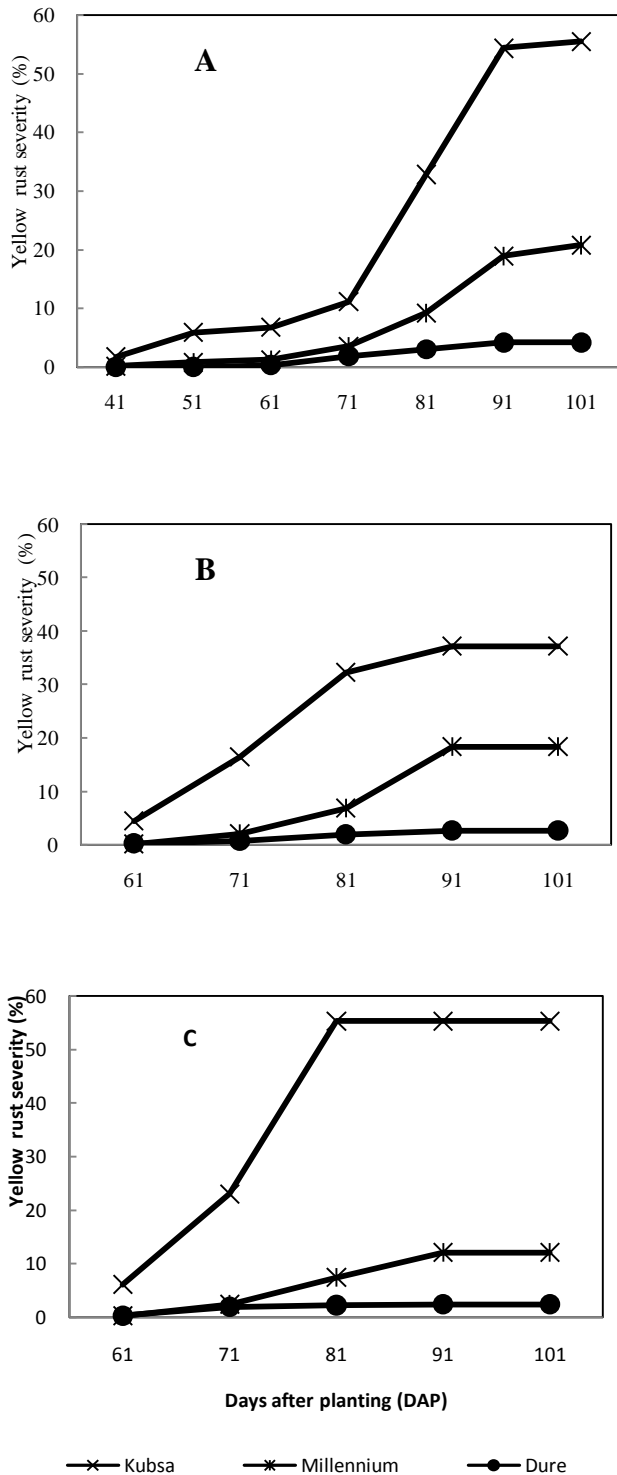 60
50
40
30
20
10
0
Yellow rust severity (%)
A
41 51 61 71 81 91 101
60
50
40
30
20
10
0
Yellow rust severity (%)
B
61 71 81 91 101
60
50
40
30
20
10
0
Yellow rust severity (%)
C
61 71 81 91 101
Days after planting (DAP)
Kubsa Millennium Dure